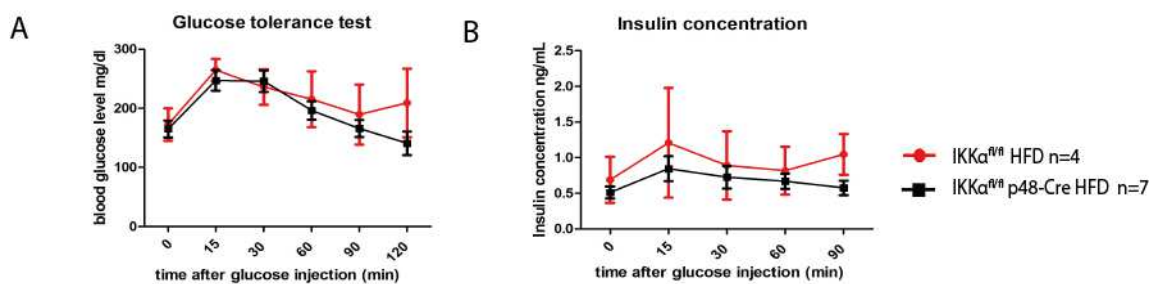 A
Glucose tolerance test
blood glucose level mg/dl
300
200
100
0
0
15
30
60
90
120
time after glucose injection (min)
B
Insulin concentration
Insulin concentration ng/mL
2.5
2.0
1.5
1.0
0.5
0.0
0
15
30
60
90
time after glucose injection (min)
IKKα^fl/fl HFD n=4
IKKα^fl/fl p48-Cre HFD n=7